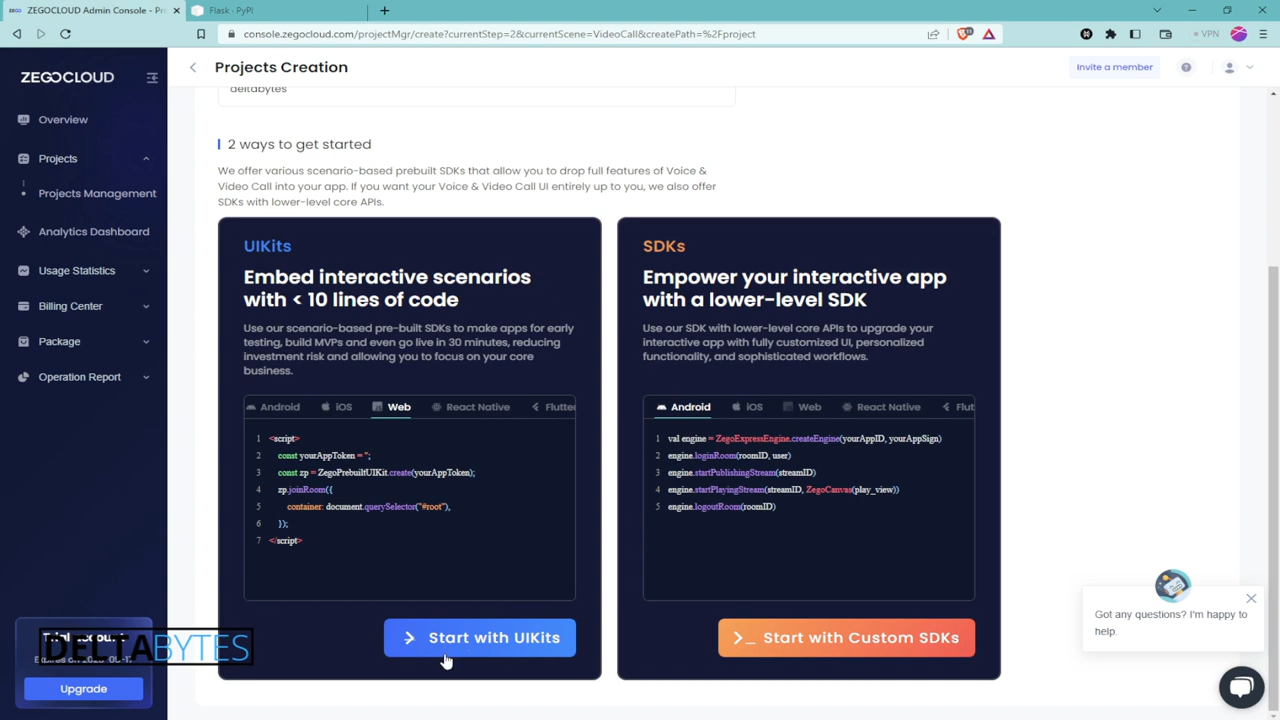 ZEGOCLOUD Admin Console - Pr
Flask · PyPI
console.zegocloud.com/projectMgr/create?currentStep=2&currentScene=VideoCall&createPath=%2Fproject
VPN
ZEGOCLOUD
Projects Creation
Invite a member
Overview
Projects
Projects Management
Analytics Dashboard
Usage Statistics
Billing Center
Package
Operation Report
deltabytes
2 ways to get started
We offer various scenario-based prebuilt SDKs that allow you to drop full features of Voice &
Video Call into your app. If you want your Voice & Video Call UI entirely up to you, we also offer
SDKs with lower-level core APIs.
UIKits
Embed interactive scenarios
with < 10 lines of code
Use our scenario-based pre-built SDKs to make apps for early
testing, build MVPs and even go live in 30 minutes, reducing
investment risk and allowing you to focus on your core
business.
Android iOS Web React Native Flutter
1 <script>
2 const yourAppToken = '';
3 const zp = ZegoPrebuiltUIKit.create(yourAppToken);
4 zp.joinRoom({
5 container: document.querySelector("#root"),
6 });
7 </script>
Start with UIKits
SDKs
Empower your interactive app
with a lower-level SDK
Use our SDK with lower-level core APIs to upgrade your
interactive app with fully customized UI, personalized
functionality, and sophisticated workflows.
Android iOS Web React Native Flut
1 val engine = ZegoExpressEngine.createEngine(yourAppID, yourAppSign)
2 engine.loginRoom(roomID, user)
3 engine.startPublishingStream(streamID)
4 engine.startPlayingStream(streamID, ZegoCanvas(play_view))
5 engine.logoutRoom(roomID)
>_ Start with Custom SDKs
Got any questions? I'm happy to
help.
Trial account
DELTABYTES
Upgrade